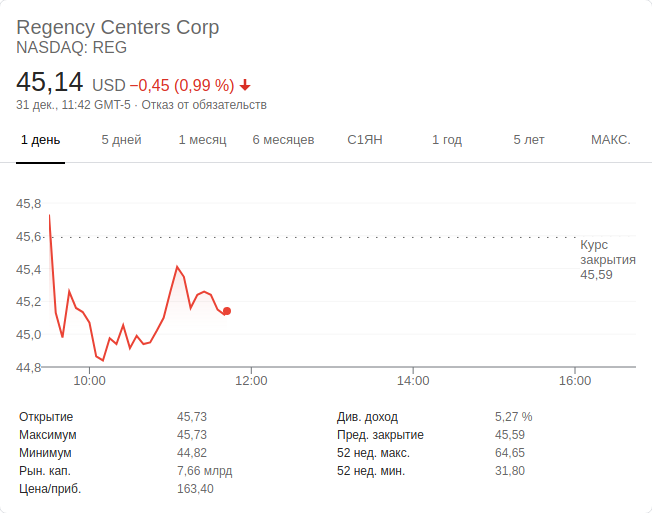 Regency Centers Corp
NASDAQ: REG
45,14 USD −0,45 (0,99 %)
31 дек., 11:42 GMT-5 · Отказ от обязательств
1 день 5 дней 1 месяц 6 месяцев С1ЯН 1 год 5 лет МАКС.
45,8
45,6
Курс
закрытия
45,59
45,4
45,2
45,0
44,8
10:00 12:00 14:00 16:00
Открытие 45,73 Див. доход 5,27 %
Максимум 45,73 Пред. закрытие 45,59
Минимум 44,82 52 нед. макс. 64,65
Рын. кап. 7,66 млрд 52 нед. мин. 31,80
Цена/приб. 163,40